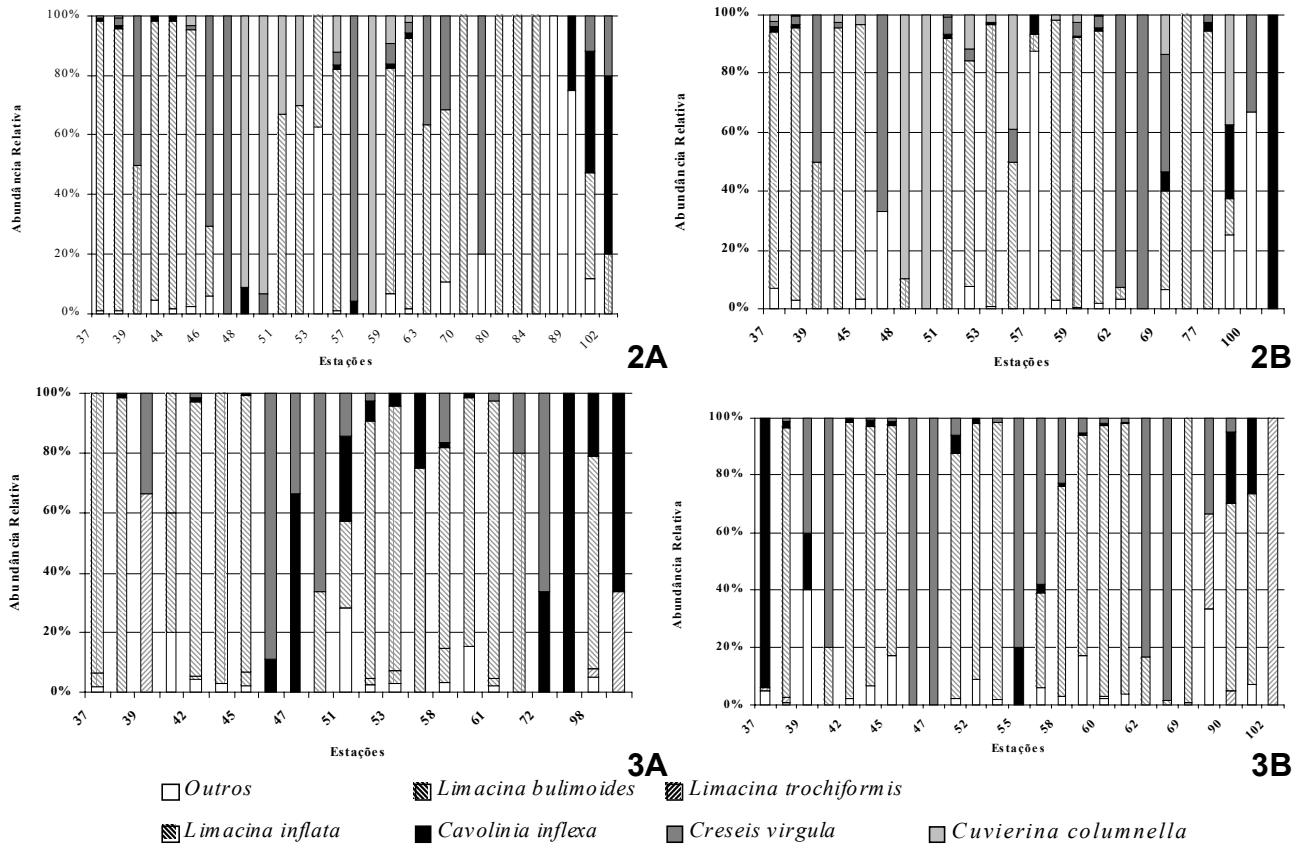 100%
80%
60%
40%
20%
0%
Abundância Relativa
37 39 44 46 48 51 53 57 59 63 70 80 84 89 102
Estações
2A
100%
80%
60%
40%
20%
0%
Abundância Relativa
37 39 45 48 51 53 57 59 62 69 77 100
Estações
2B
100%
80%
60%
40%
20%
0%
Abundância Relativa
37 39 42 45 47 51 53 58 61 72 98
Estações
3A
100%
80%
60%
40%
20%
0%
Abundância Relativa
37 39 42 45 47 52 55 58 60 62 69 90 102
Estações
3B
Outros Limacina bulimoides Limacina trochiformis
Limacina inflata Cavolinia inflexa Creseis virgula Cuvierina columnella